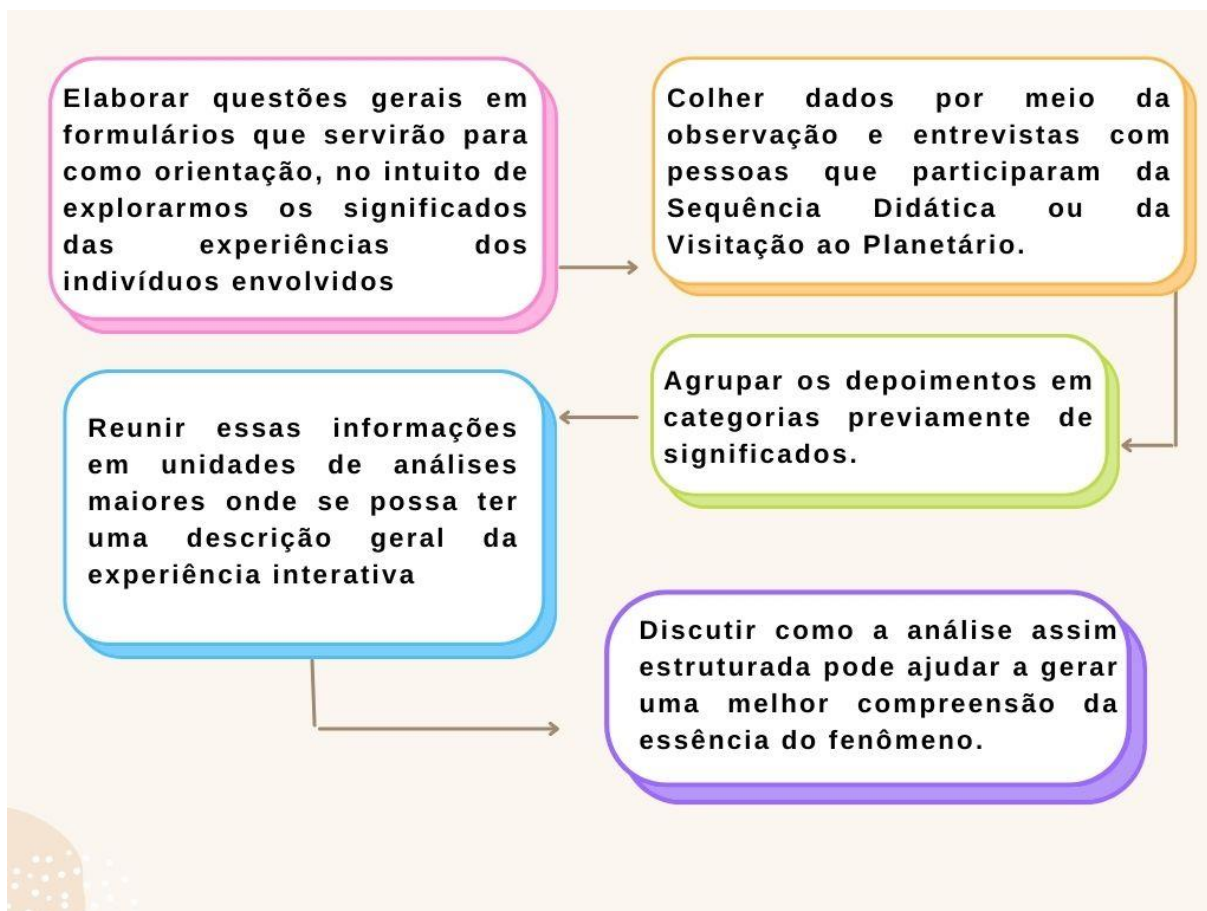 Elaborar questões gerais em
formulários que servirão para
como orientação, no intuito de
explorarmos os significados
das experiências dos
indivíduos envolvidos
Colher dados por meio da
observação e entrevistas com
pessoas que participaram da
Sequência Didática ou da
Visitação ao Planetário.
Agrupar os depoimentos em
categorias previamente de
significados.
Reunir essas informações
em unidades de análises
maiores onde se possa ter
uma descrição geral da
experiência interativa
Discutir como a análise assim
estruturada pode ajudar a gerar
uma melhor compreensão da
essência do fenômeno.